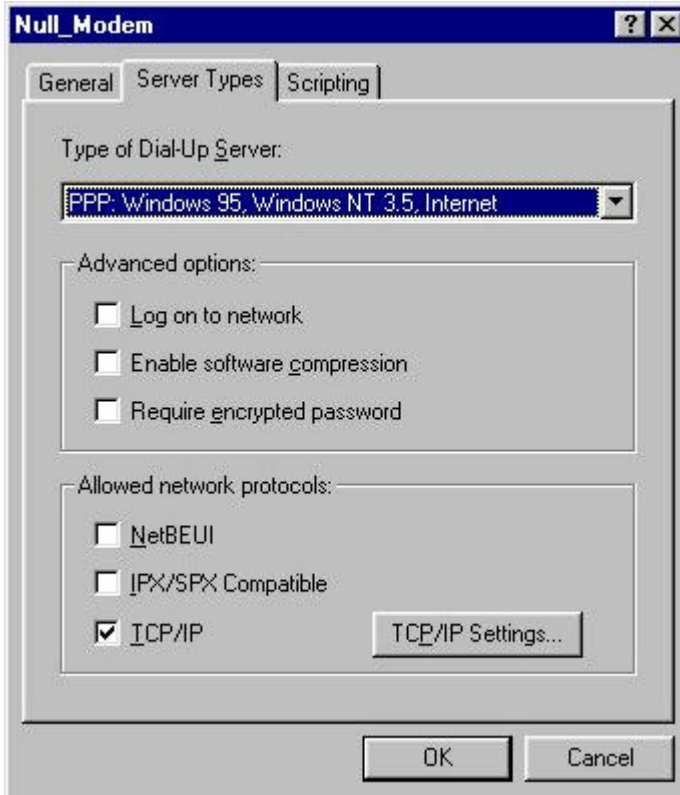 Null_Modem
General Server Types Scripting
Type of Dial-Up Server:
PPP: Windows 95, Windows NT 3.5, Internet
Advanced options:
Log on to network
Enable software compression
Require encrypted password
Allowed network protocols:
NetBEUI
IPX/SPX Compatible
TCP/IP TCP/IP Settings...
OK Cancel